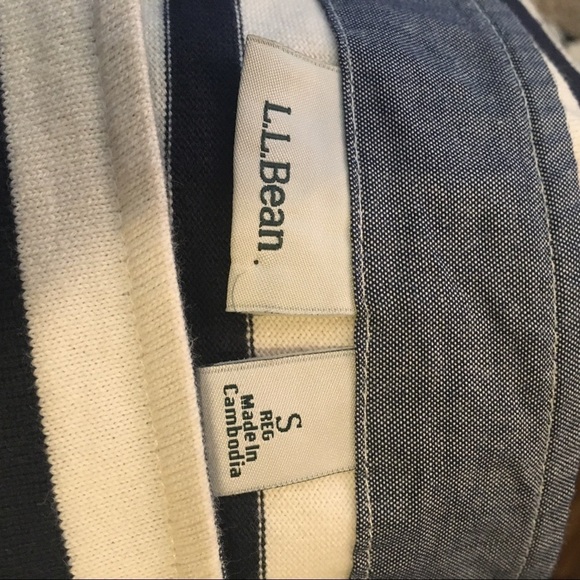 L.L.Bean.
S
REG
Made In
Cambodia